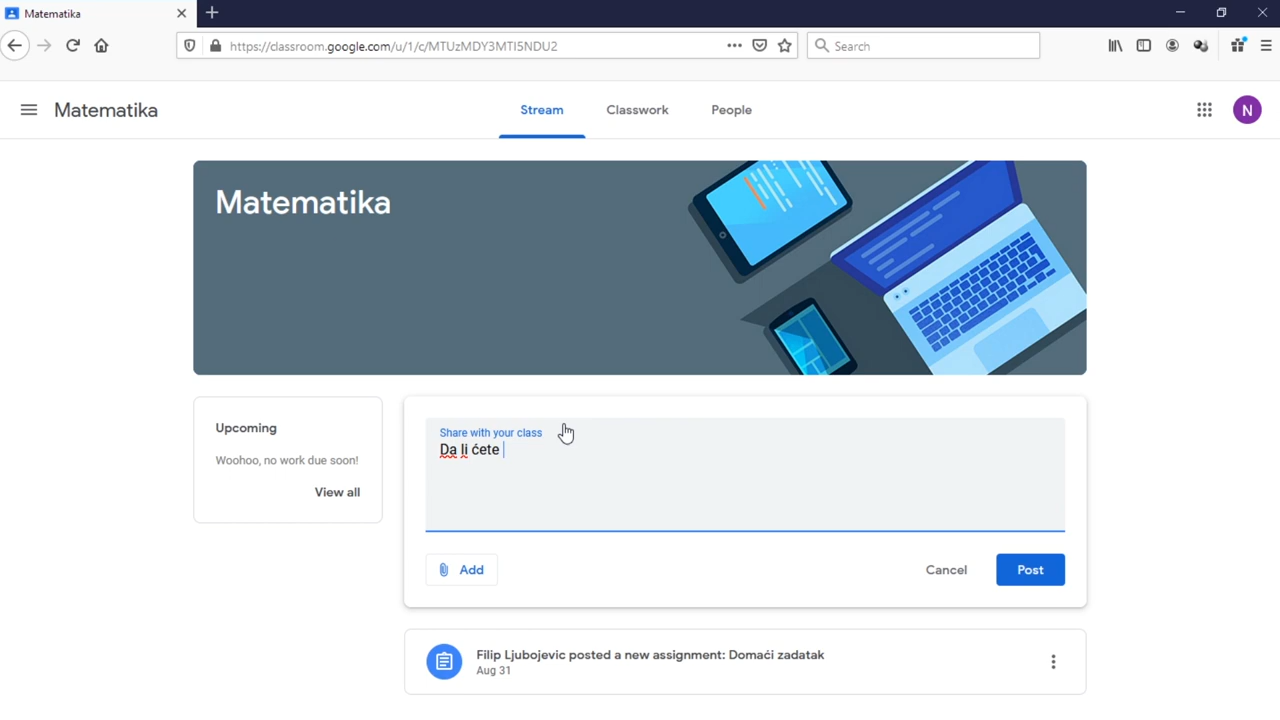 Matematika
https://classroom.google.com/u/1/c/MTUzMDY3MTI5NDU2
Search
Matematika
Stream
Classwork
People
N
Matematika
Upcoming
Woohoo, no work due soon!
View all
Share with your class
Da li ćete
Add
Cancel
Post
Filip Ljubojevic posted a new assignment: Domaći zadatak
Aug 31